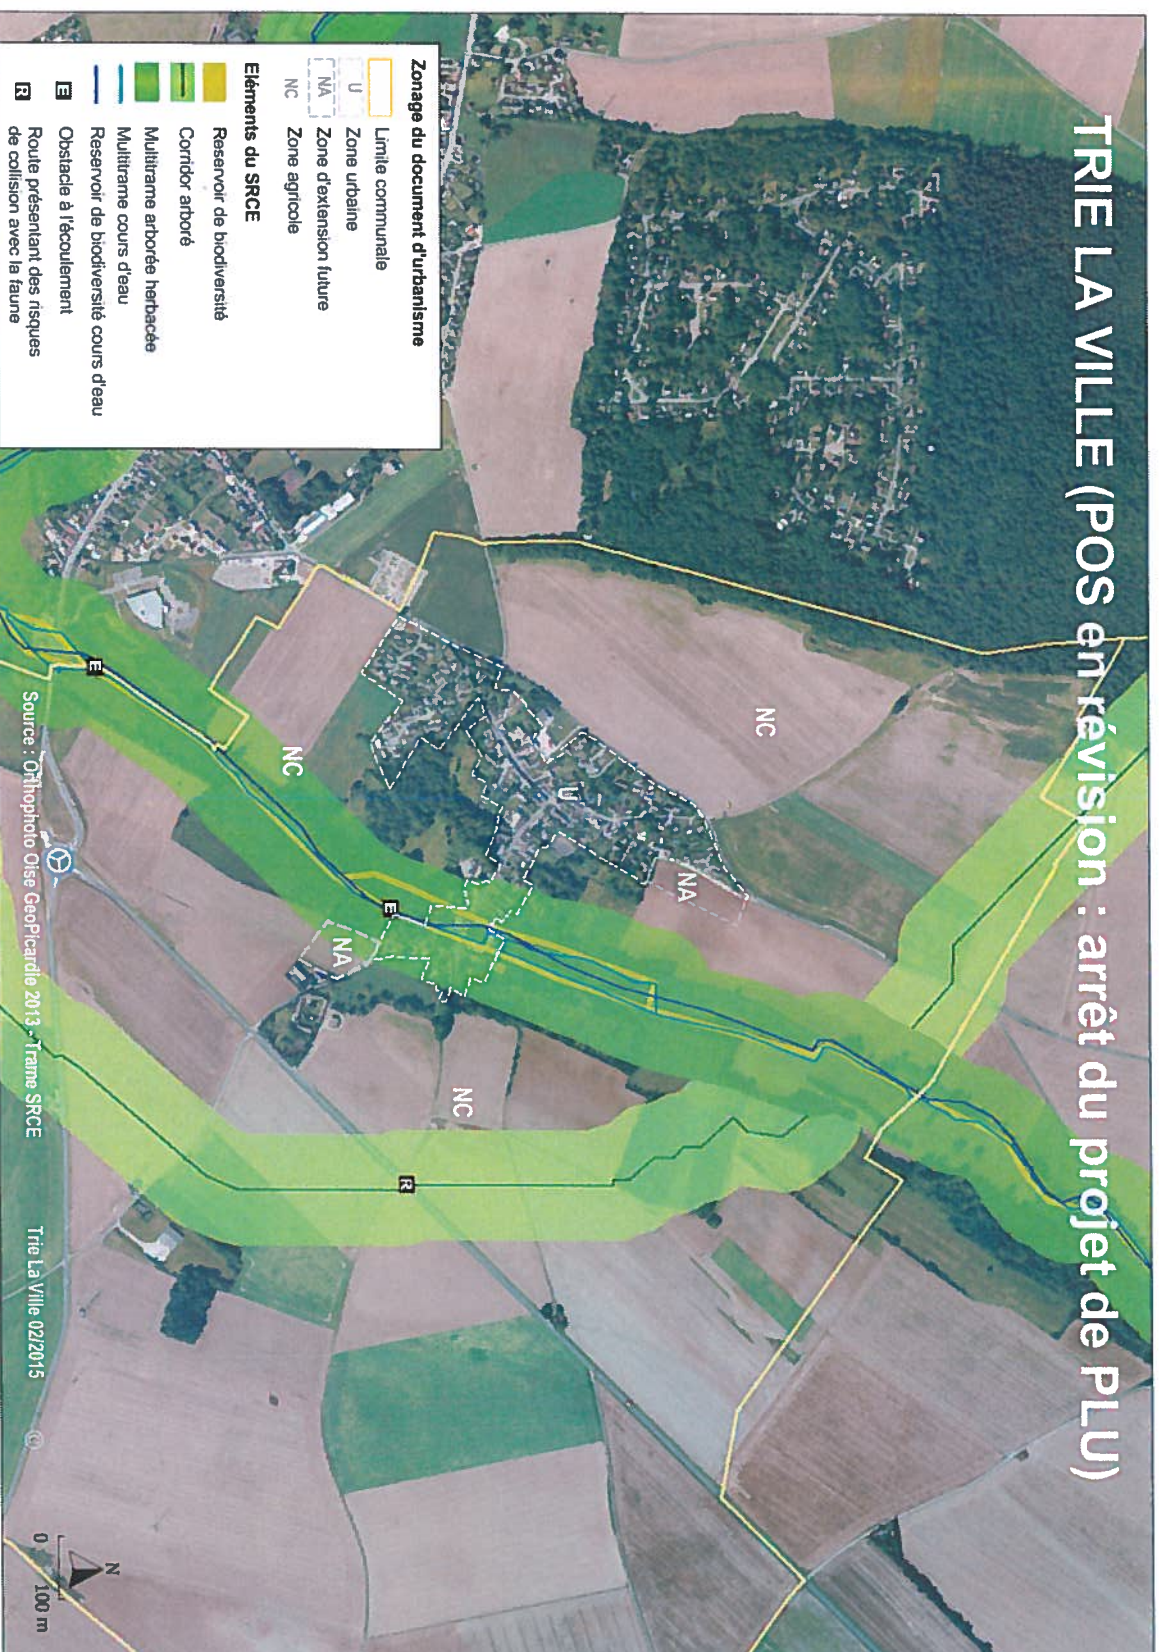 TRIE LA VILLE (POS en révision : arrêt du projet de PLU)
NC
U
NA
NC
NA
NC
E
E
R
Zonage du document d'urbanisme
Limite communale
U Zone urbaine
NA Zone d'extension future
NC Zone agricole
Eléments du SRCE
Reservoir de biodiversité
Corridor arboré
Multitrame arborée herbacée
Multitrame cours d'eau
Reservoir de biodiversité cours d'eau
E Obstacle à l'écoulement
R Route présentant des risques
de collision avec la faune
Source : Orthophoto Oise GeoPicardie 2013 - Trame SRCE Trie La Ville 02/2015 ©
N
0 100 m